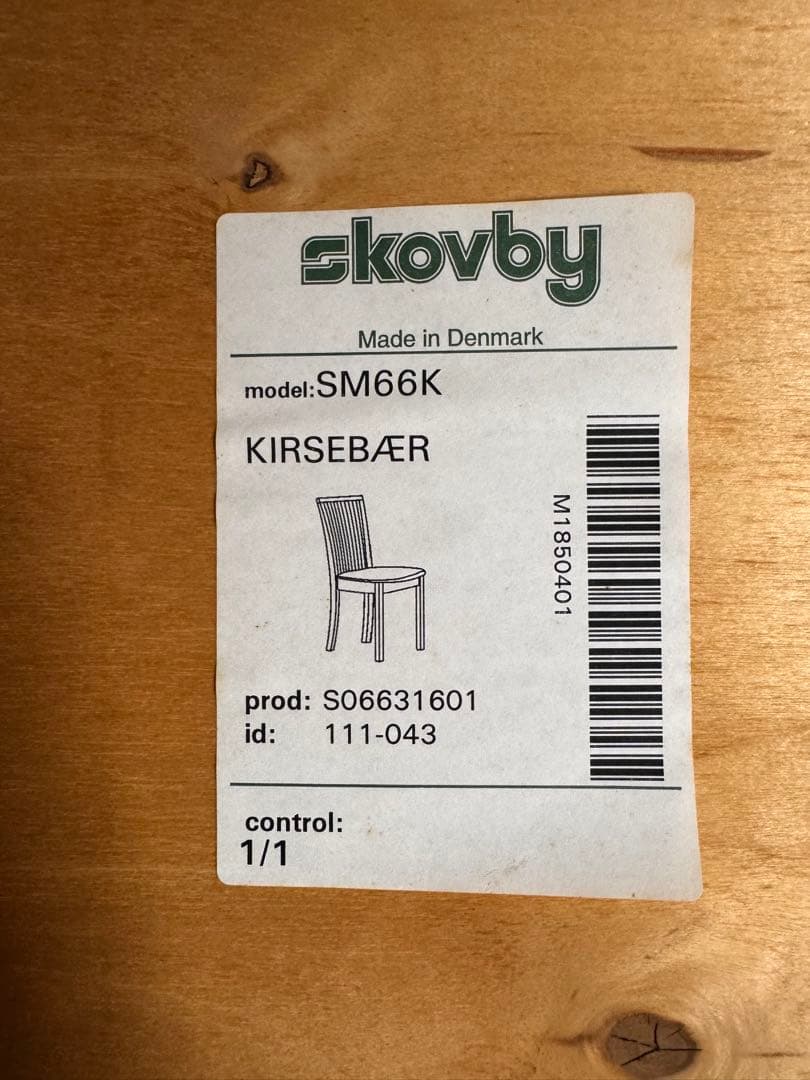 skovby
Made in Denmark
model:SM66K
KIRSEBÆR
M1850401
prod: S06631601
id: 111-043
control:
1/1